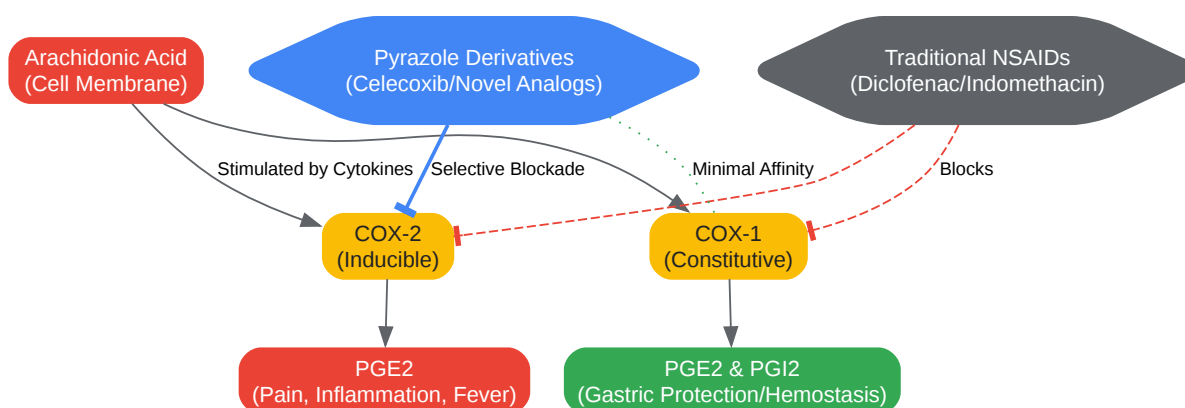 Arachidonic Acid
(Cell Membrane)
Pyrazole Derivatives
(Celecoxib/Novel Analogs)
Traditional NSAIDs
(Diclofenac/Indomethacin)
Stimulated by Cytokines
Selective Blockade
Minimal Affinity
Blocks
COX-2
(Inducible)
COX-1
(Constitutive)
PGE2
(Pain, Inflammation, Fever)
PGE2 & PGI2
(Gastric Protection/Hemostasis)